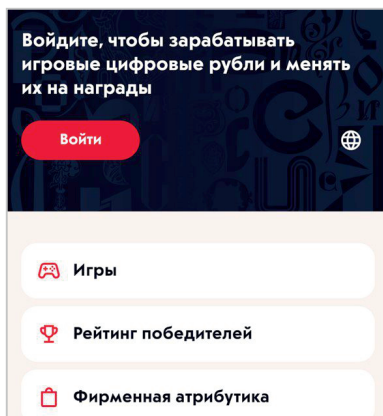 Войдите, чтобы зарабатывать
игровые цифровые рубли и менять
их на награды
Войти
Игры
Рейтинг победителей
Фирменная атрибутика